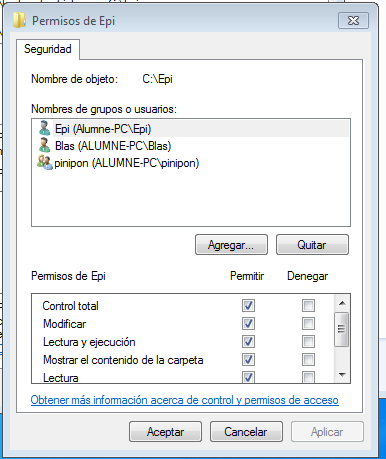 Permisos de Epi
Seguridad
Nombre de objeto: C:\Epi
Nombres de grupos o usuarios:
Epi (Alumne-PC\Epi)
Blas (ALUMNE-PC\Blas)
pinipon (ALUMNE-PC\pinipon)
Agregar... Quitar
Permisos de Epi Permitir Denegar
Control total
Modificar
Lectura y ejecución
Mostrar el contenido de la carpeta
Lectura
Obtener más información acerca de control y permisos de acceso
Aceptar Cancelar Aplicar